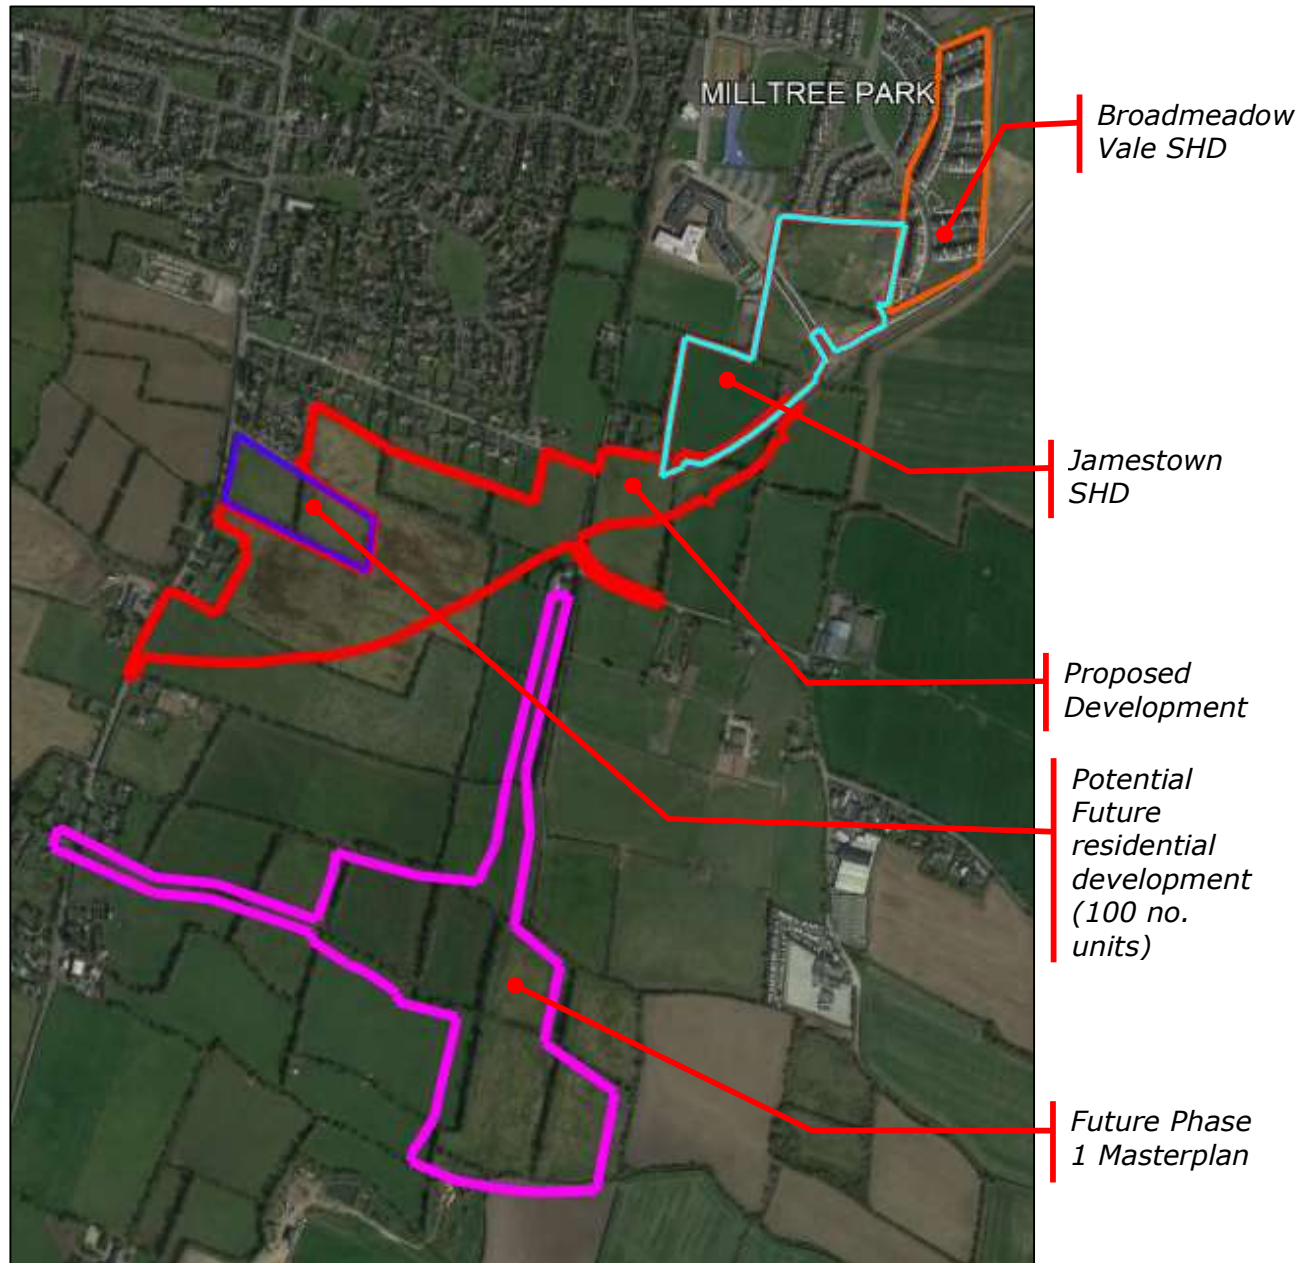 MILLTREE PARK
Broadmeadow
Vale SHD
Jamestown
SHD
Proposed
Development
Potential
Future
residential
development
(100 no.
units)
Future Phase
1 Masterplan